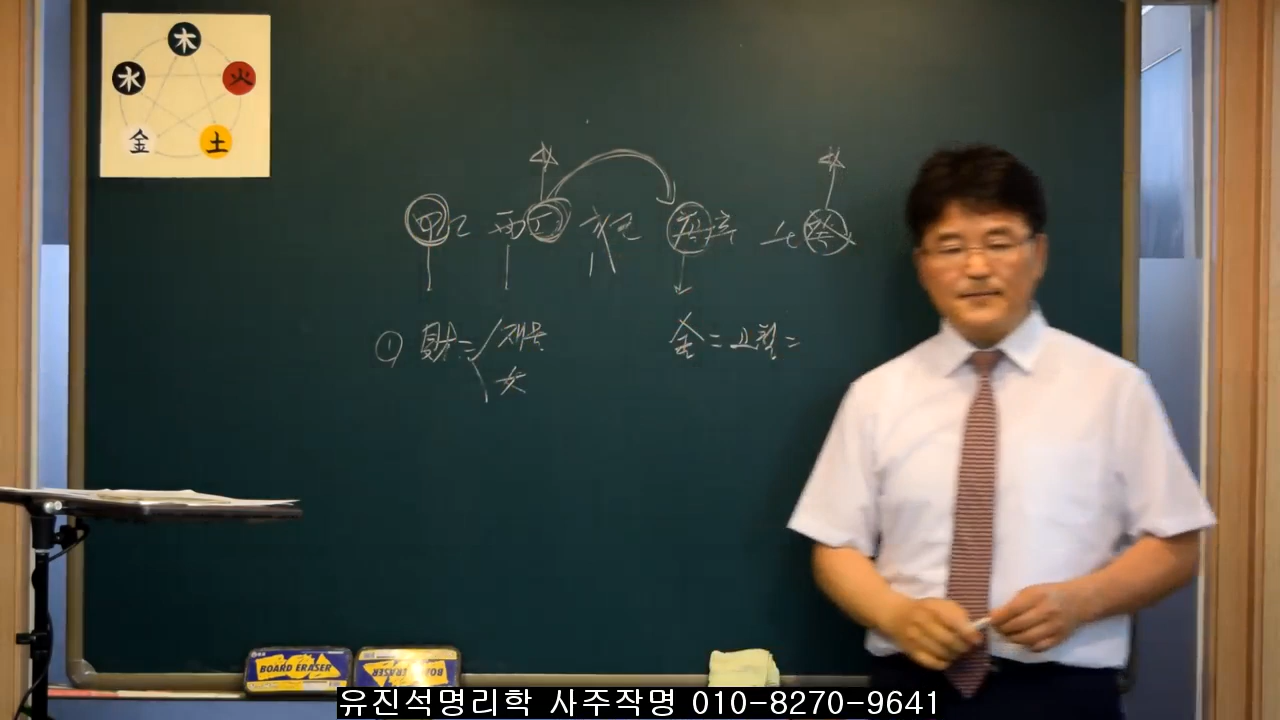 木
水 火
金 土
甲乙 丙丁 戊己 庚辛 壬癸
① 財= 재물 金=고철=
女
BOARD ERASER BOARD ERASER
유진석명리학 사주작명 010-8270-9641